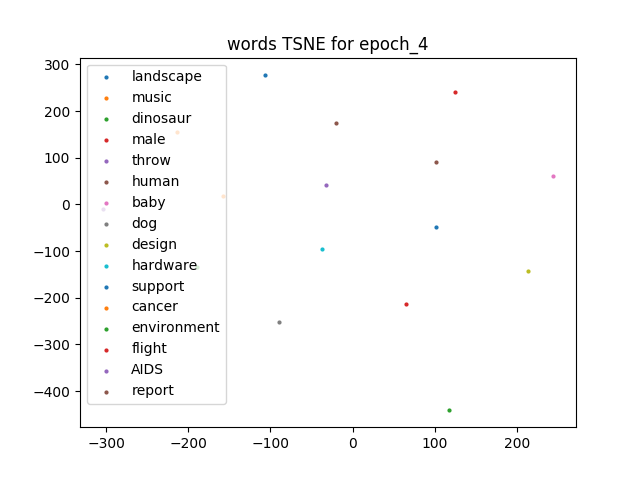 words TSNE for epoch_4
300
200
100
0
−100
−200
−300
−400
landscape
music
dinosaur
male
throw
human
baby
dog
design
hardware
support
cancer
environment
flight
AIDS
report
−300 −200 −100 0 100 200